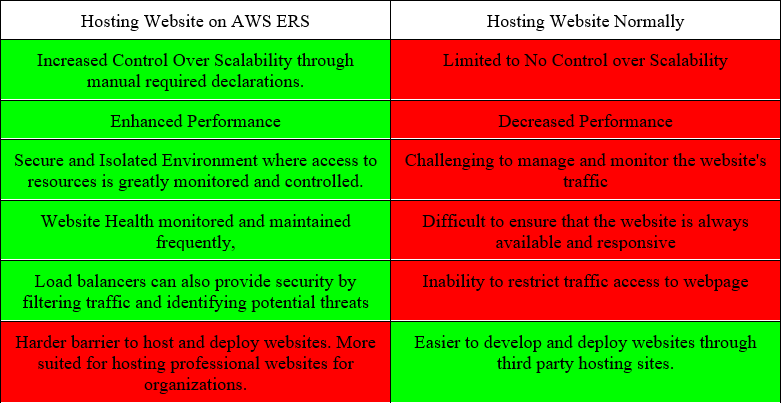 Hosting Website on AWS ERS
Hosting Website Normally
Increased Control Over Scalability through
manual required declarations.
Limited to No Control over Scalability
Enhanced Performance
Decreased Performance
Secure and Isolated Environment where access to
resources is greatly monitored and controlled.
Challenging to manage and monitor the website's
traffic
Website Health monitored and maintained
frequently,
Difficult to ensure that the website is always
available and responsive
Load balancers can also provide security by
filtering traffic and identifying potential threats
Inability to restrict traffic access to webpage
Harder barrier to host and deploy websites. More
suited for hosting professional websites for
organizations.
Easier to develop and deploy websites through
third party hosting sites.